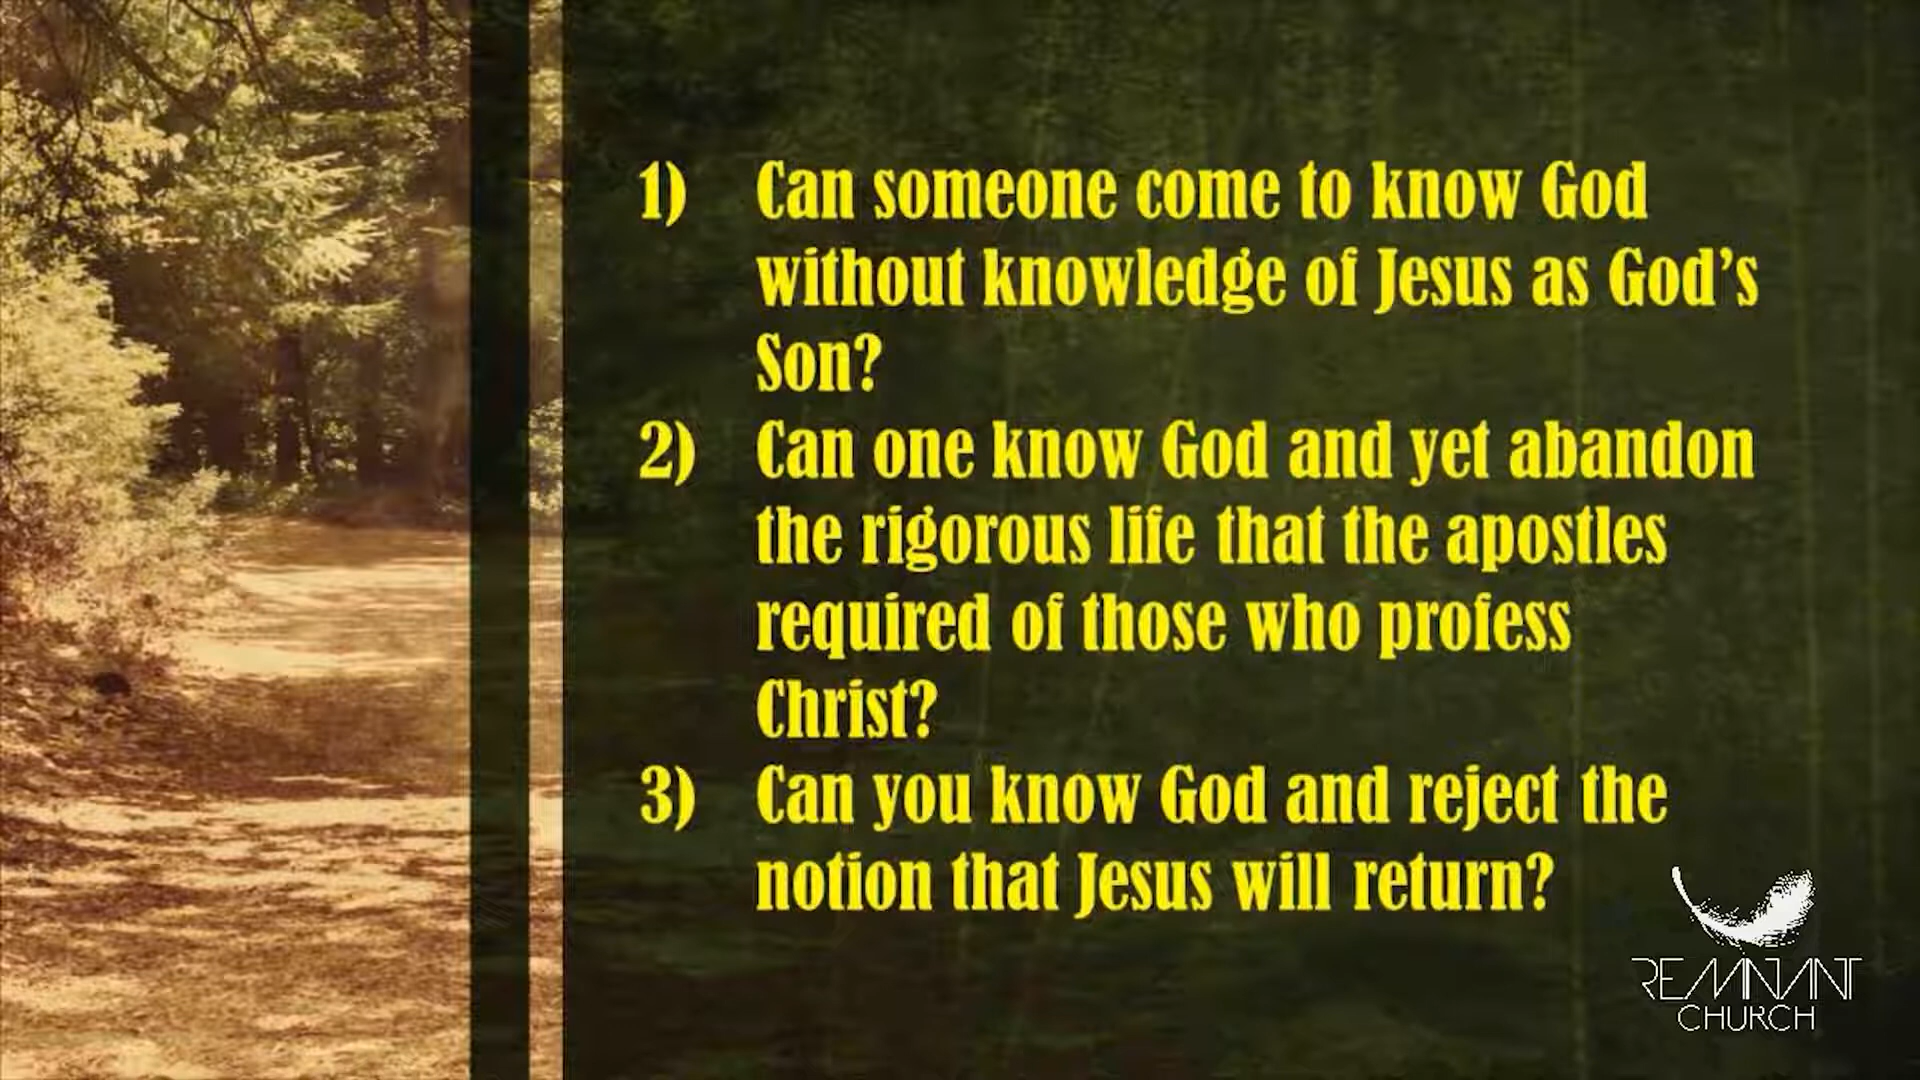 1) Can someone come to know God
without knowledge of Jesus as God’s
Son?
2) Can one know God and yet abandon
the rigorous life that the apostles
required of those who profess
Christ?
3) Can you know God and reject the
notion that Jesus will return?
REMNANT
CHURCH